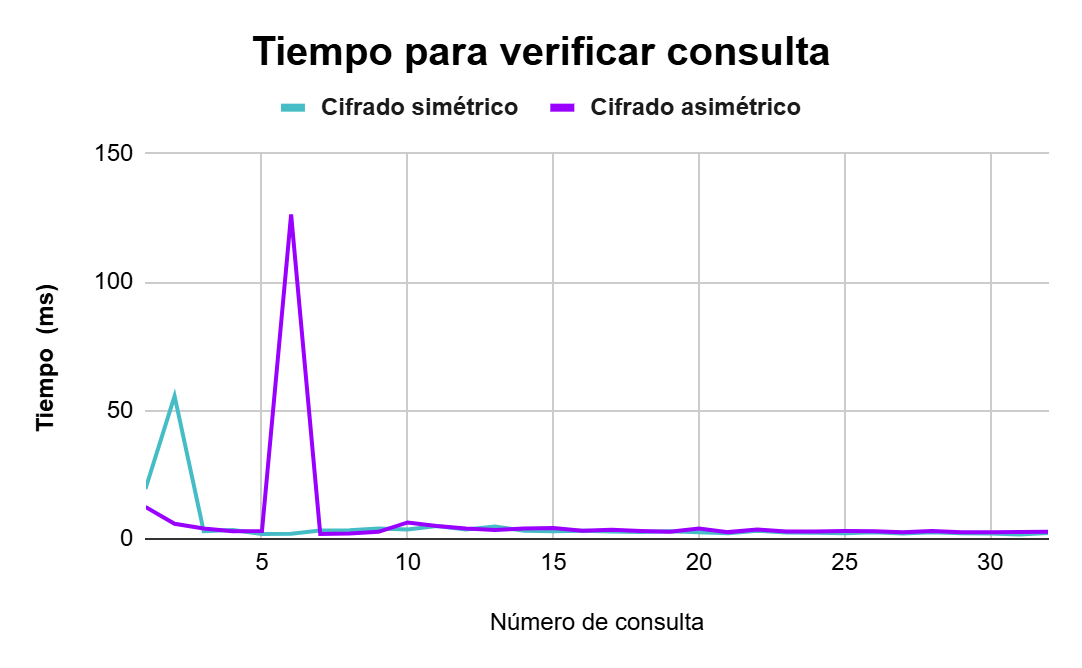 Tiempo para verificar consulta
Cifrado simétrico Cifrado asimétrico
150
100
50
0
Tiempo (ms)
5 10 15 20 25 30
Número de consulta